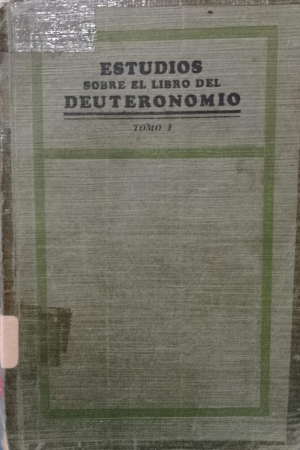 ESTUDIOS
SOBRE EL LIBRO DEL
DEUTERONOMIO
TOMO I